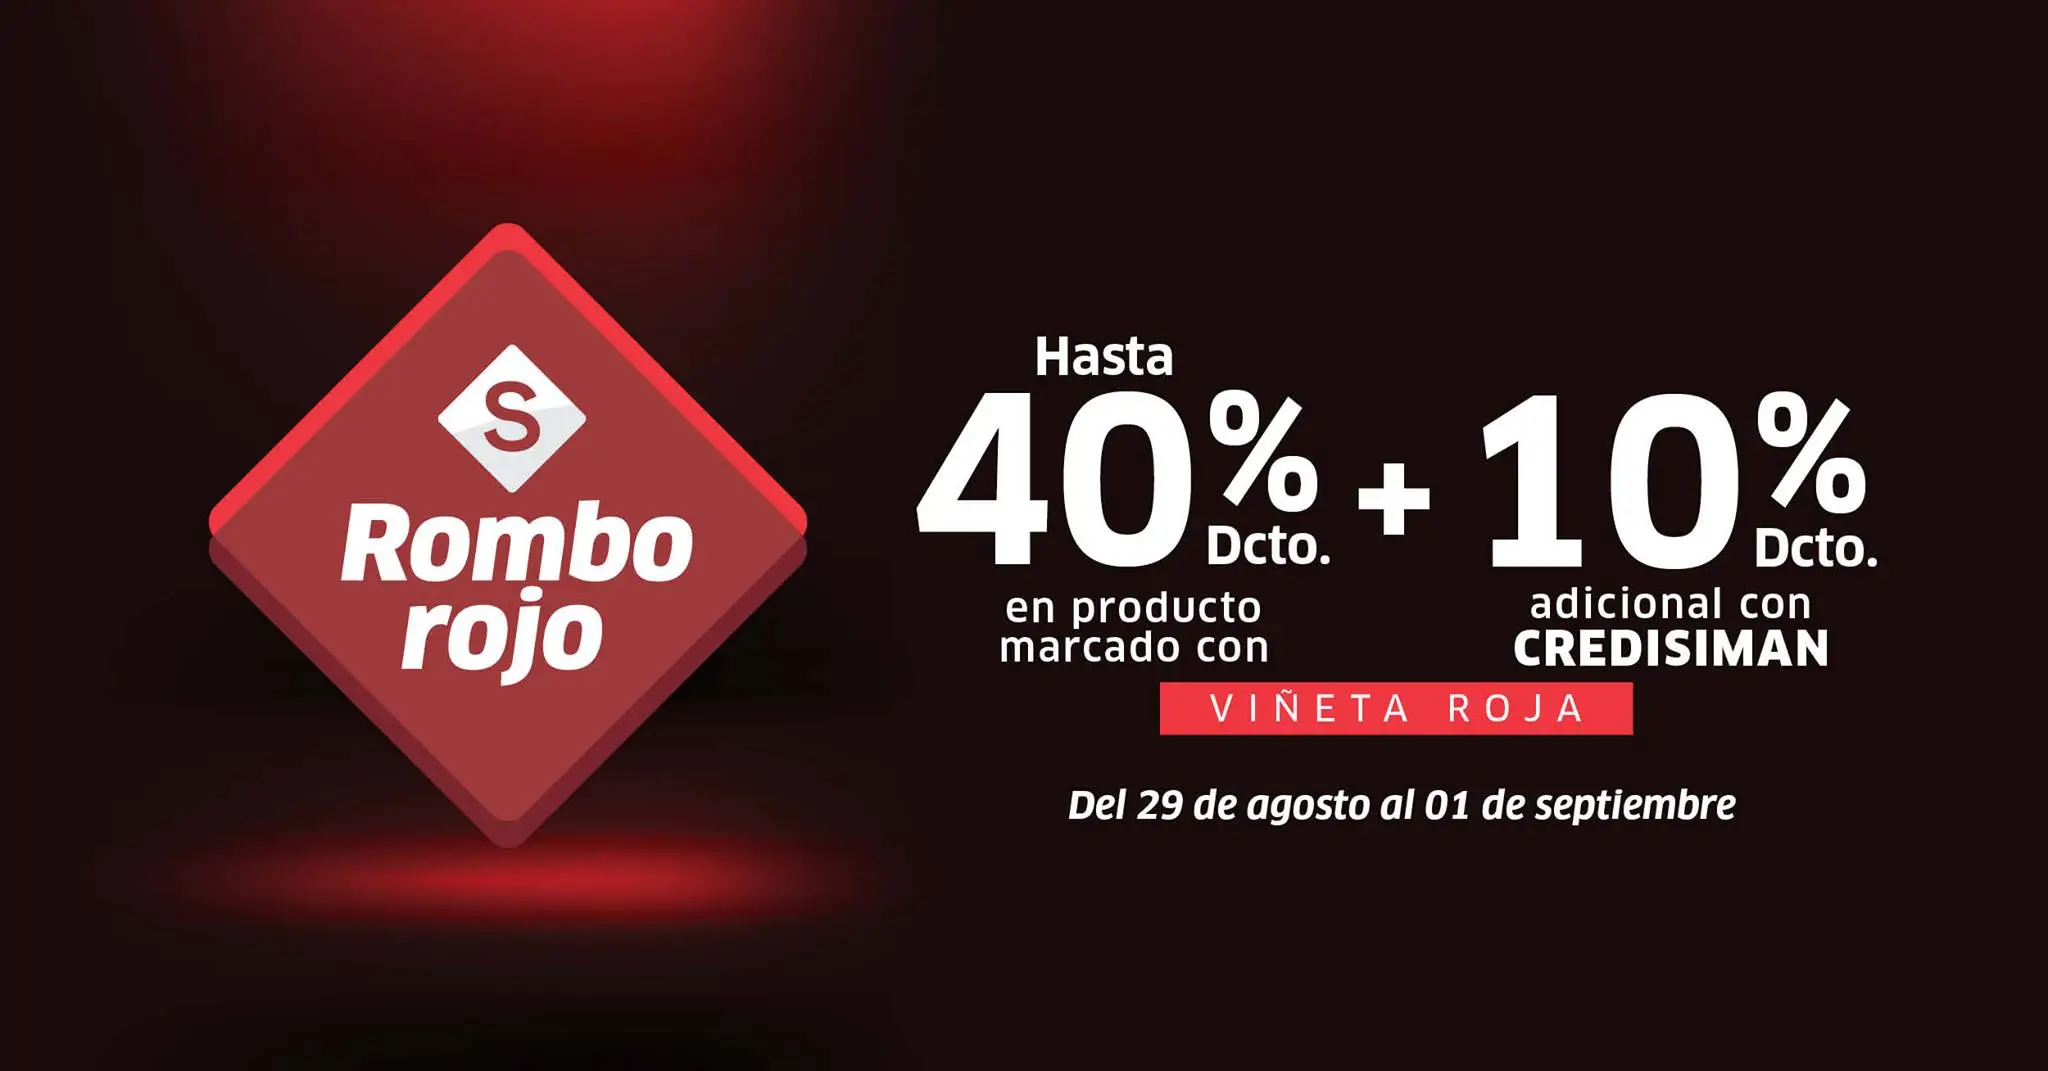 S
Rombo
rojo
Hasta
40% Dcto. + 10% Dcto.
en producto
marcado con
adicional con
CREDISIMAN
VIÑETA ROJA
Del 29 de agosto al 01 de septiembre